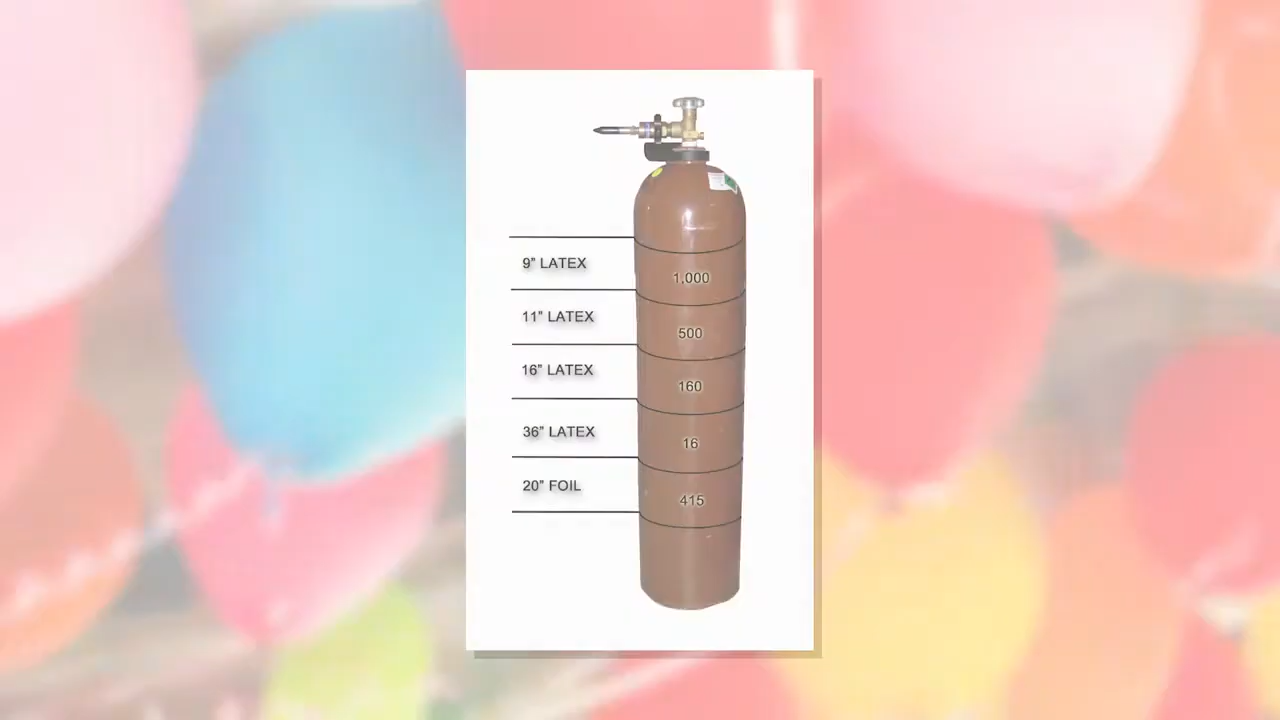 9” LATEX 1,000
11” LATEX 500
16” LATEX 160
36” LATEX 16
20” FOIL 415